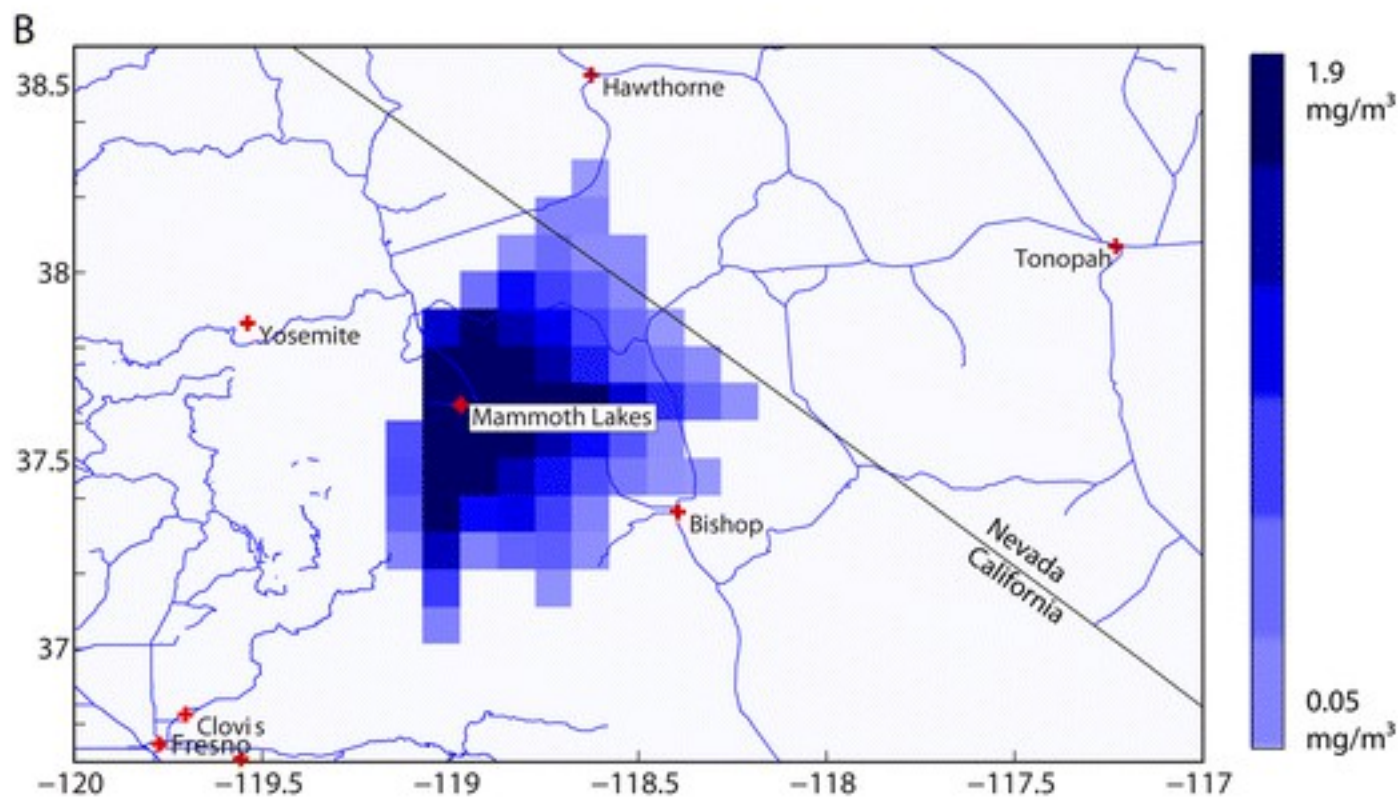 B
38.5
Hawthorne
1.9
mg/m³
38
Tonopah
Yosemite
Mammoth Lakes
37.5
Bishop
Nevada
California
37
Clovis
Fresno
0.05
mg/m³
−120
−119.5
−119
−118.5
−118
−117.5
−117